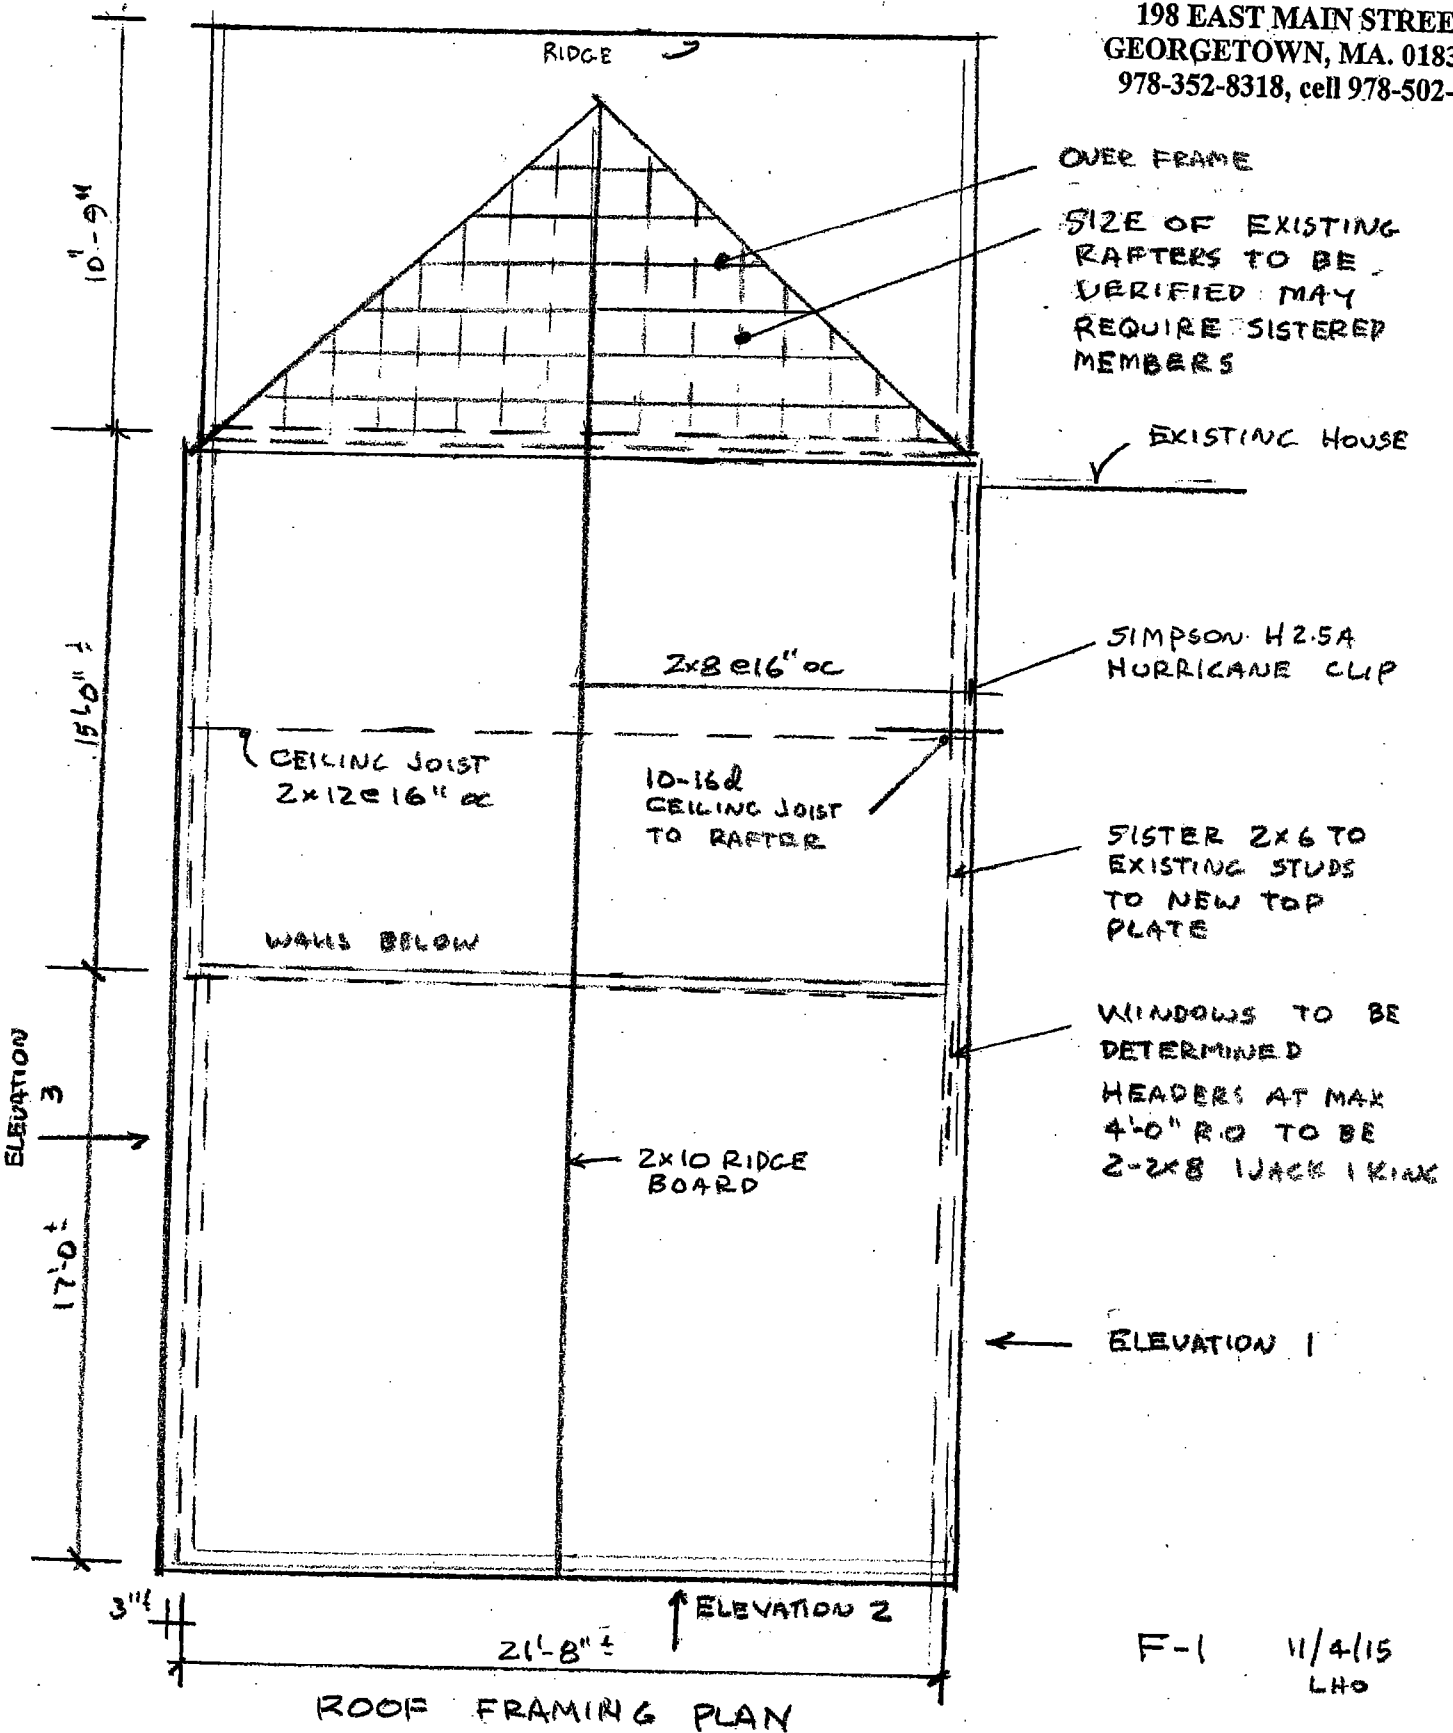 198 EAST MAIN STREE
GEORGETOWN, MA. 0183
978-352-8318, cell 978-502-
RIDGE
OVER FRAME
10'-9"
SIZE OF EXISTING
RAFTERS TO BE
VERIFIED MAY
REQUIRE SISTERED
MEMBERS
EXISTING HOUSE
15'-0" ±
2x8 @ 16" OC
SIMPSON H2.5A
HURRICANE CLIP
CEILING JOIST
2x12 @ 16" OC
10-16d
CEILING JOIST
TO RAFTER
SISTER 2x6 TO
EXISTING STUDS
TO NEW TOP
PLATE
WALLS BELOW
WINDOWS TO BE
DETERMINED
HEADERS AT MAX
4'-0" R.O TO BE
2-2x8 1 JACK 1 KING
ELEVATION
3
2x10 RIDGE
BOARD
17'-0" ±
ELEVATION 1
3" ±
ELEVATION 2
21'-8" ±
ROOF FRAMING PLAN
F-1 11/4/15
LHO